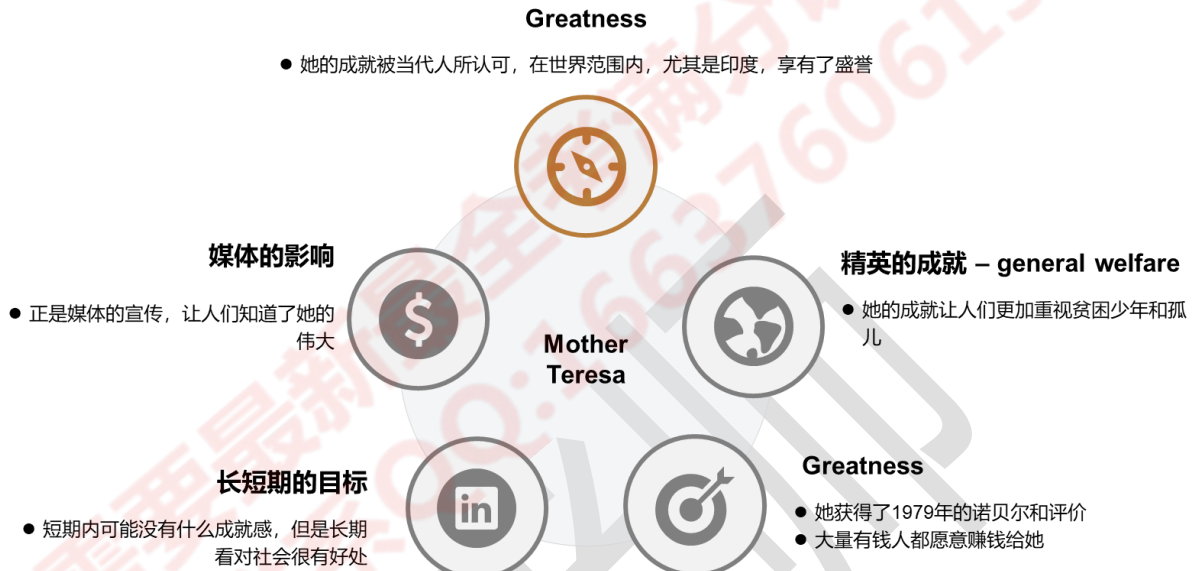 Greatness
● 她的成就被当代人所认可，在世界范围内，尤其是印度，享有了盛誉
媒体的影响
● 正是媒体的宣传，让人们知道了她的
伟大
精英的成就 – general welfare
● 她的成就让人们更加重视贫困少年和孤
儿
Mother
Teresa
长短期的目标
● 短期内可能没有什么成就感，但是长期
看对社会很有好处
Greatness
● 她获得了1979年的诺贝尔和评价
● 大量有钱人都愿意赚钱给她
$
in